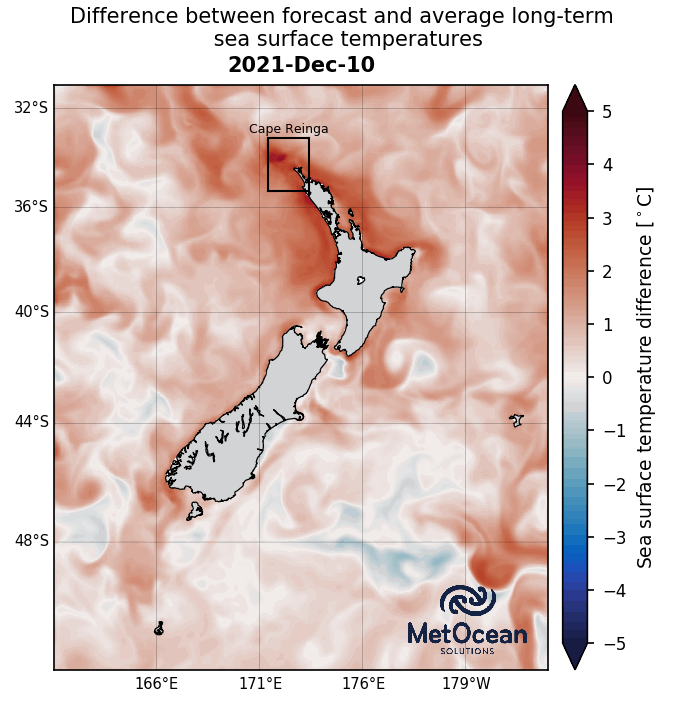 Difference between forecast and average long-term
sea surface temperatures
2021-Dec-10
32°S
36°S
40°S
44°S
48°S
Cape Reinga
MetOcean
SOLUTIONS
166°E
171°E
176°E
179°W
5
4
3
2
1
0
−1
−2
−3
−4
−5
Sea surface temperature difference [°C]